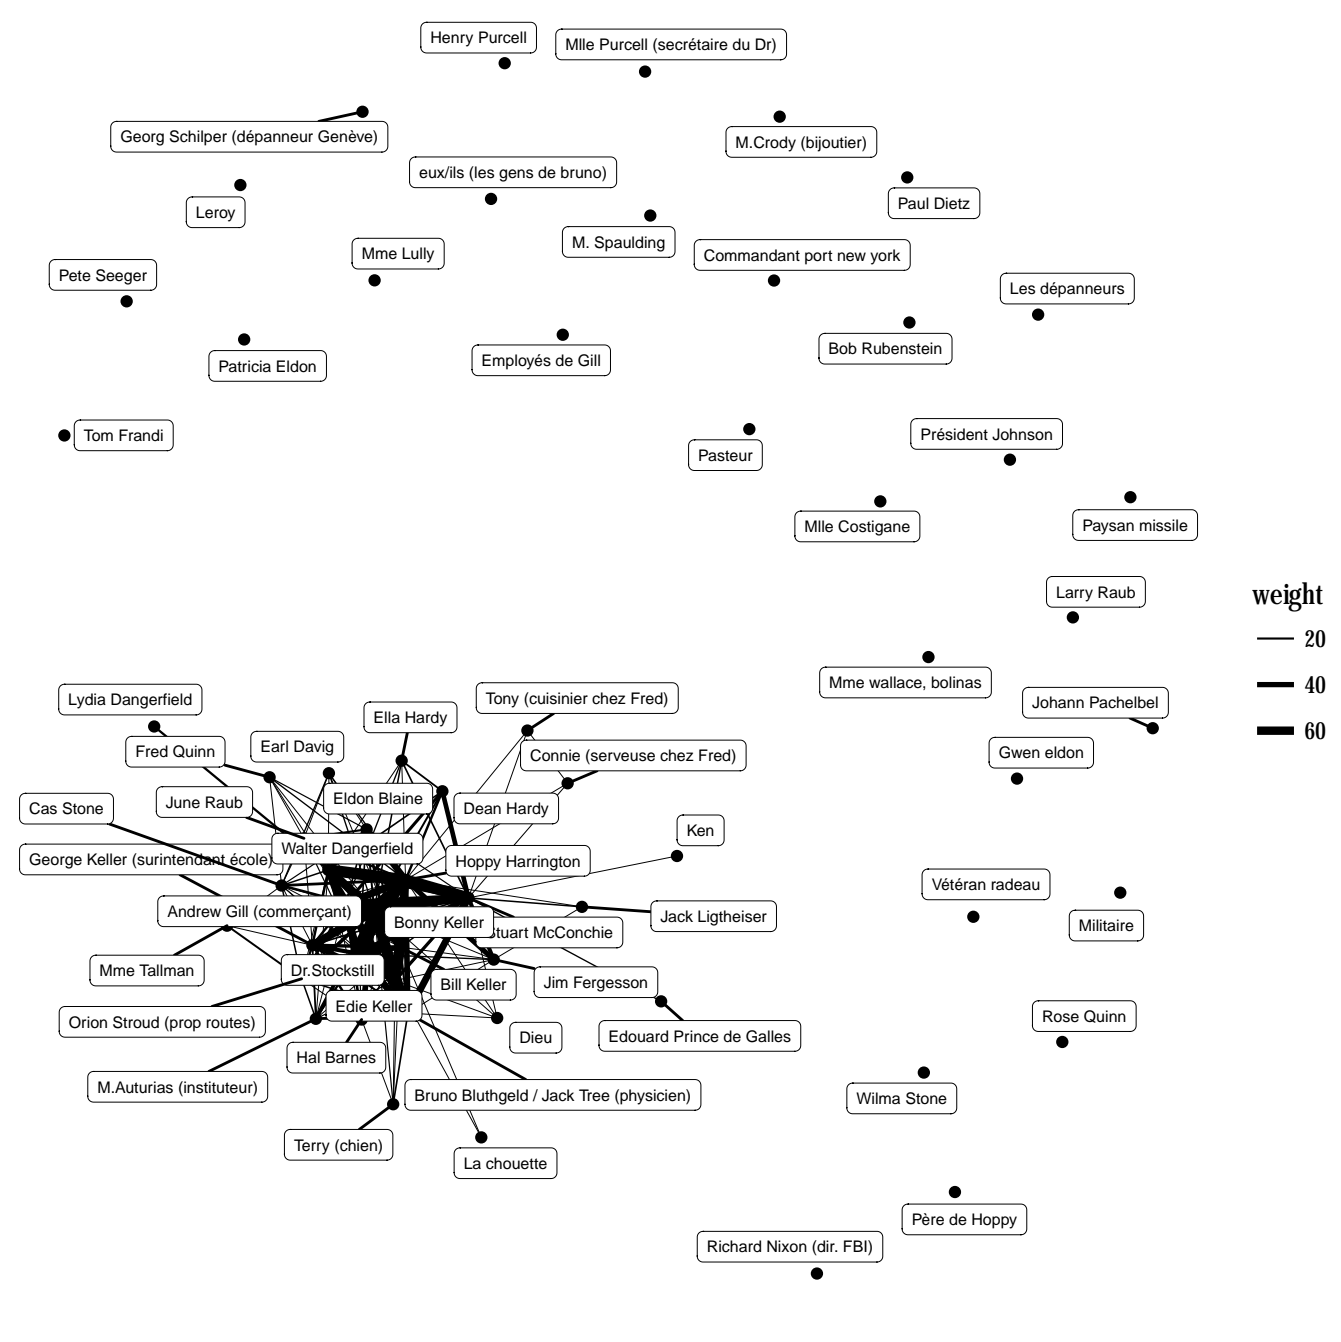 Henry Purcell
Mlle Purcell (secrétaire du Dr)
Georg Schilper (dépanneur Genève)
M.Crody (bijoutier)
eux/ils (les gens de bruno)
Leroy
Paul Dietz
M. Spaulding
Mme Lully
Commandant port new york
Pete Seeger
Les dépanneurs
Bob Rubenstein
Employés de Gill
Patricia Eldon
Tom Frandi
Président Johnson
Pasteur
Mlle Costigane
Paysan missile
Larry Raub
weight
20
40
60
Mme wallace, bolinas
Johann Pachelbel
Gwen eldon
Lydia Dangerfield
Tony (cuisinier chez Fred)
Ella Hardy
Fred Quinn
Earl Davig
Connie (serveuse chez Fred)
June Raub
Eldon Blaine
Cas Stone
Dean Hardy
Ken
Walter Dangerfield
George Keller (surintendant école)
Hoppy Harrington
Vétéran radeau
Andrew Gill (commerçant)
Bonny Keller
Stuart McConchie
Jack Ligtheiser
Militaire
Mme Tallman
Dr.Stockstill
Bill Keller
Jim Fergesson
Edie Keller
Orion Stroud (prop routes)
Rose Quinn
Dieu
Edouard Prince de Galles
Hal Barnes
M.Auturias (instituteur)
Bruno Bluthgeld / Jack Tree (physicien)
Wilma Stone
Terry (chien)
La chouette
Père de Hoppy
Richard Nixon (dir. FBI)